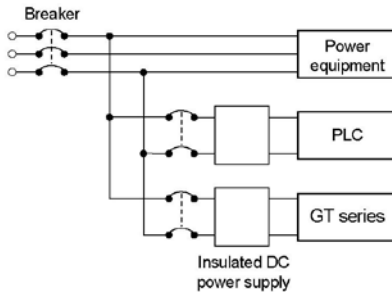 Breaker
Power
equipment
PLC
GT series
Insulated DC
power supply